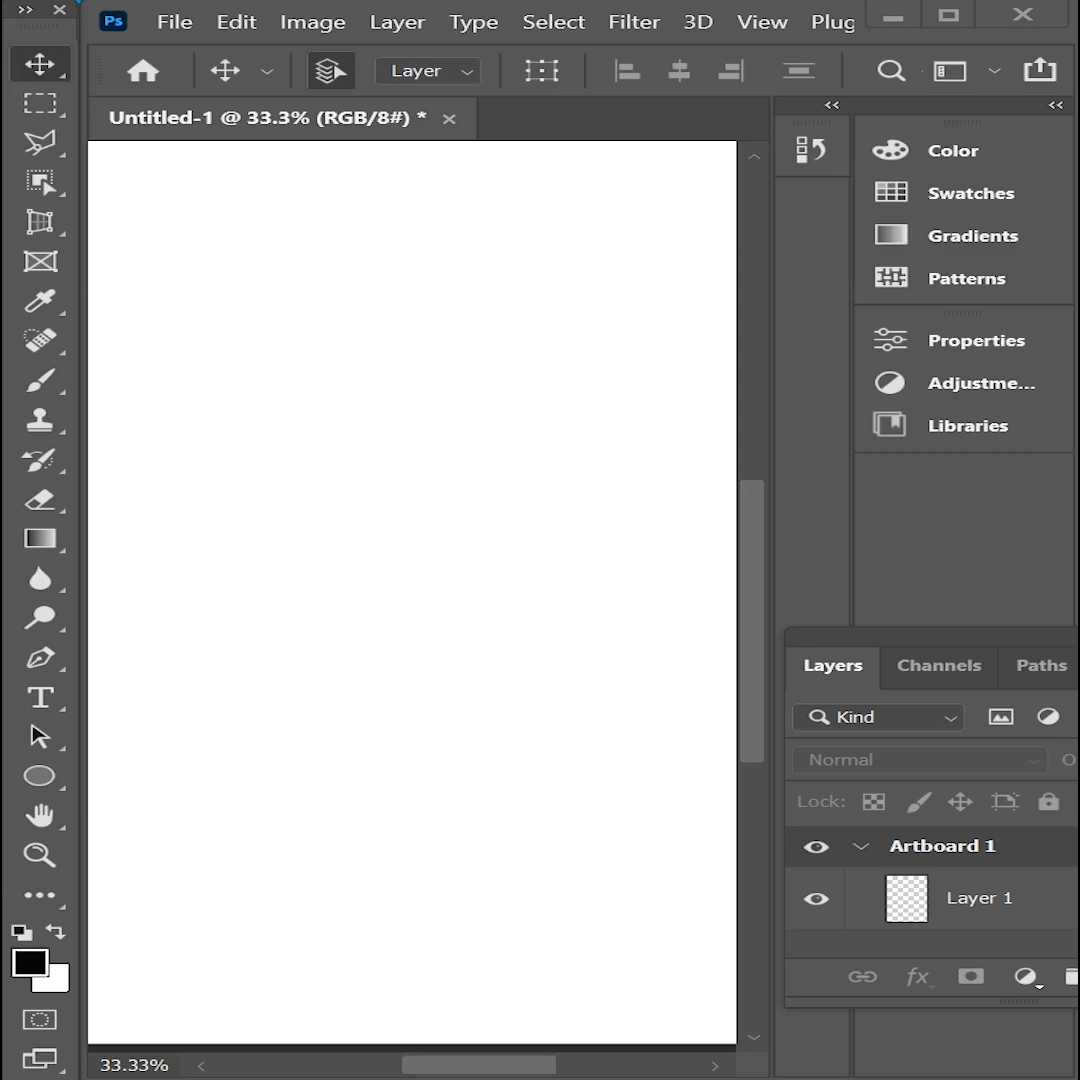 Ps File Edit Image Layer Type Select Filter 3D View Plug
Layer
Untitled-1 @ 33.3% (RGB/8#) *
Color
Swatches
Gradients
Patterns
Properties
Adjustme...
Libraries
Layers Channels Paths
Kind
Normal O
Lock:
Artboard 1
Layer 1
fx
T
33.33%